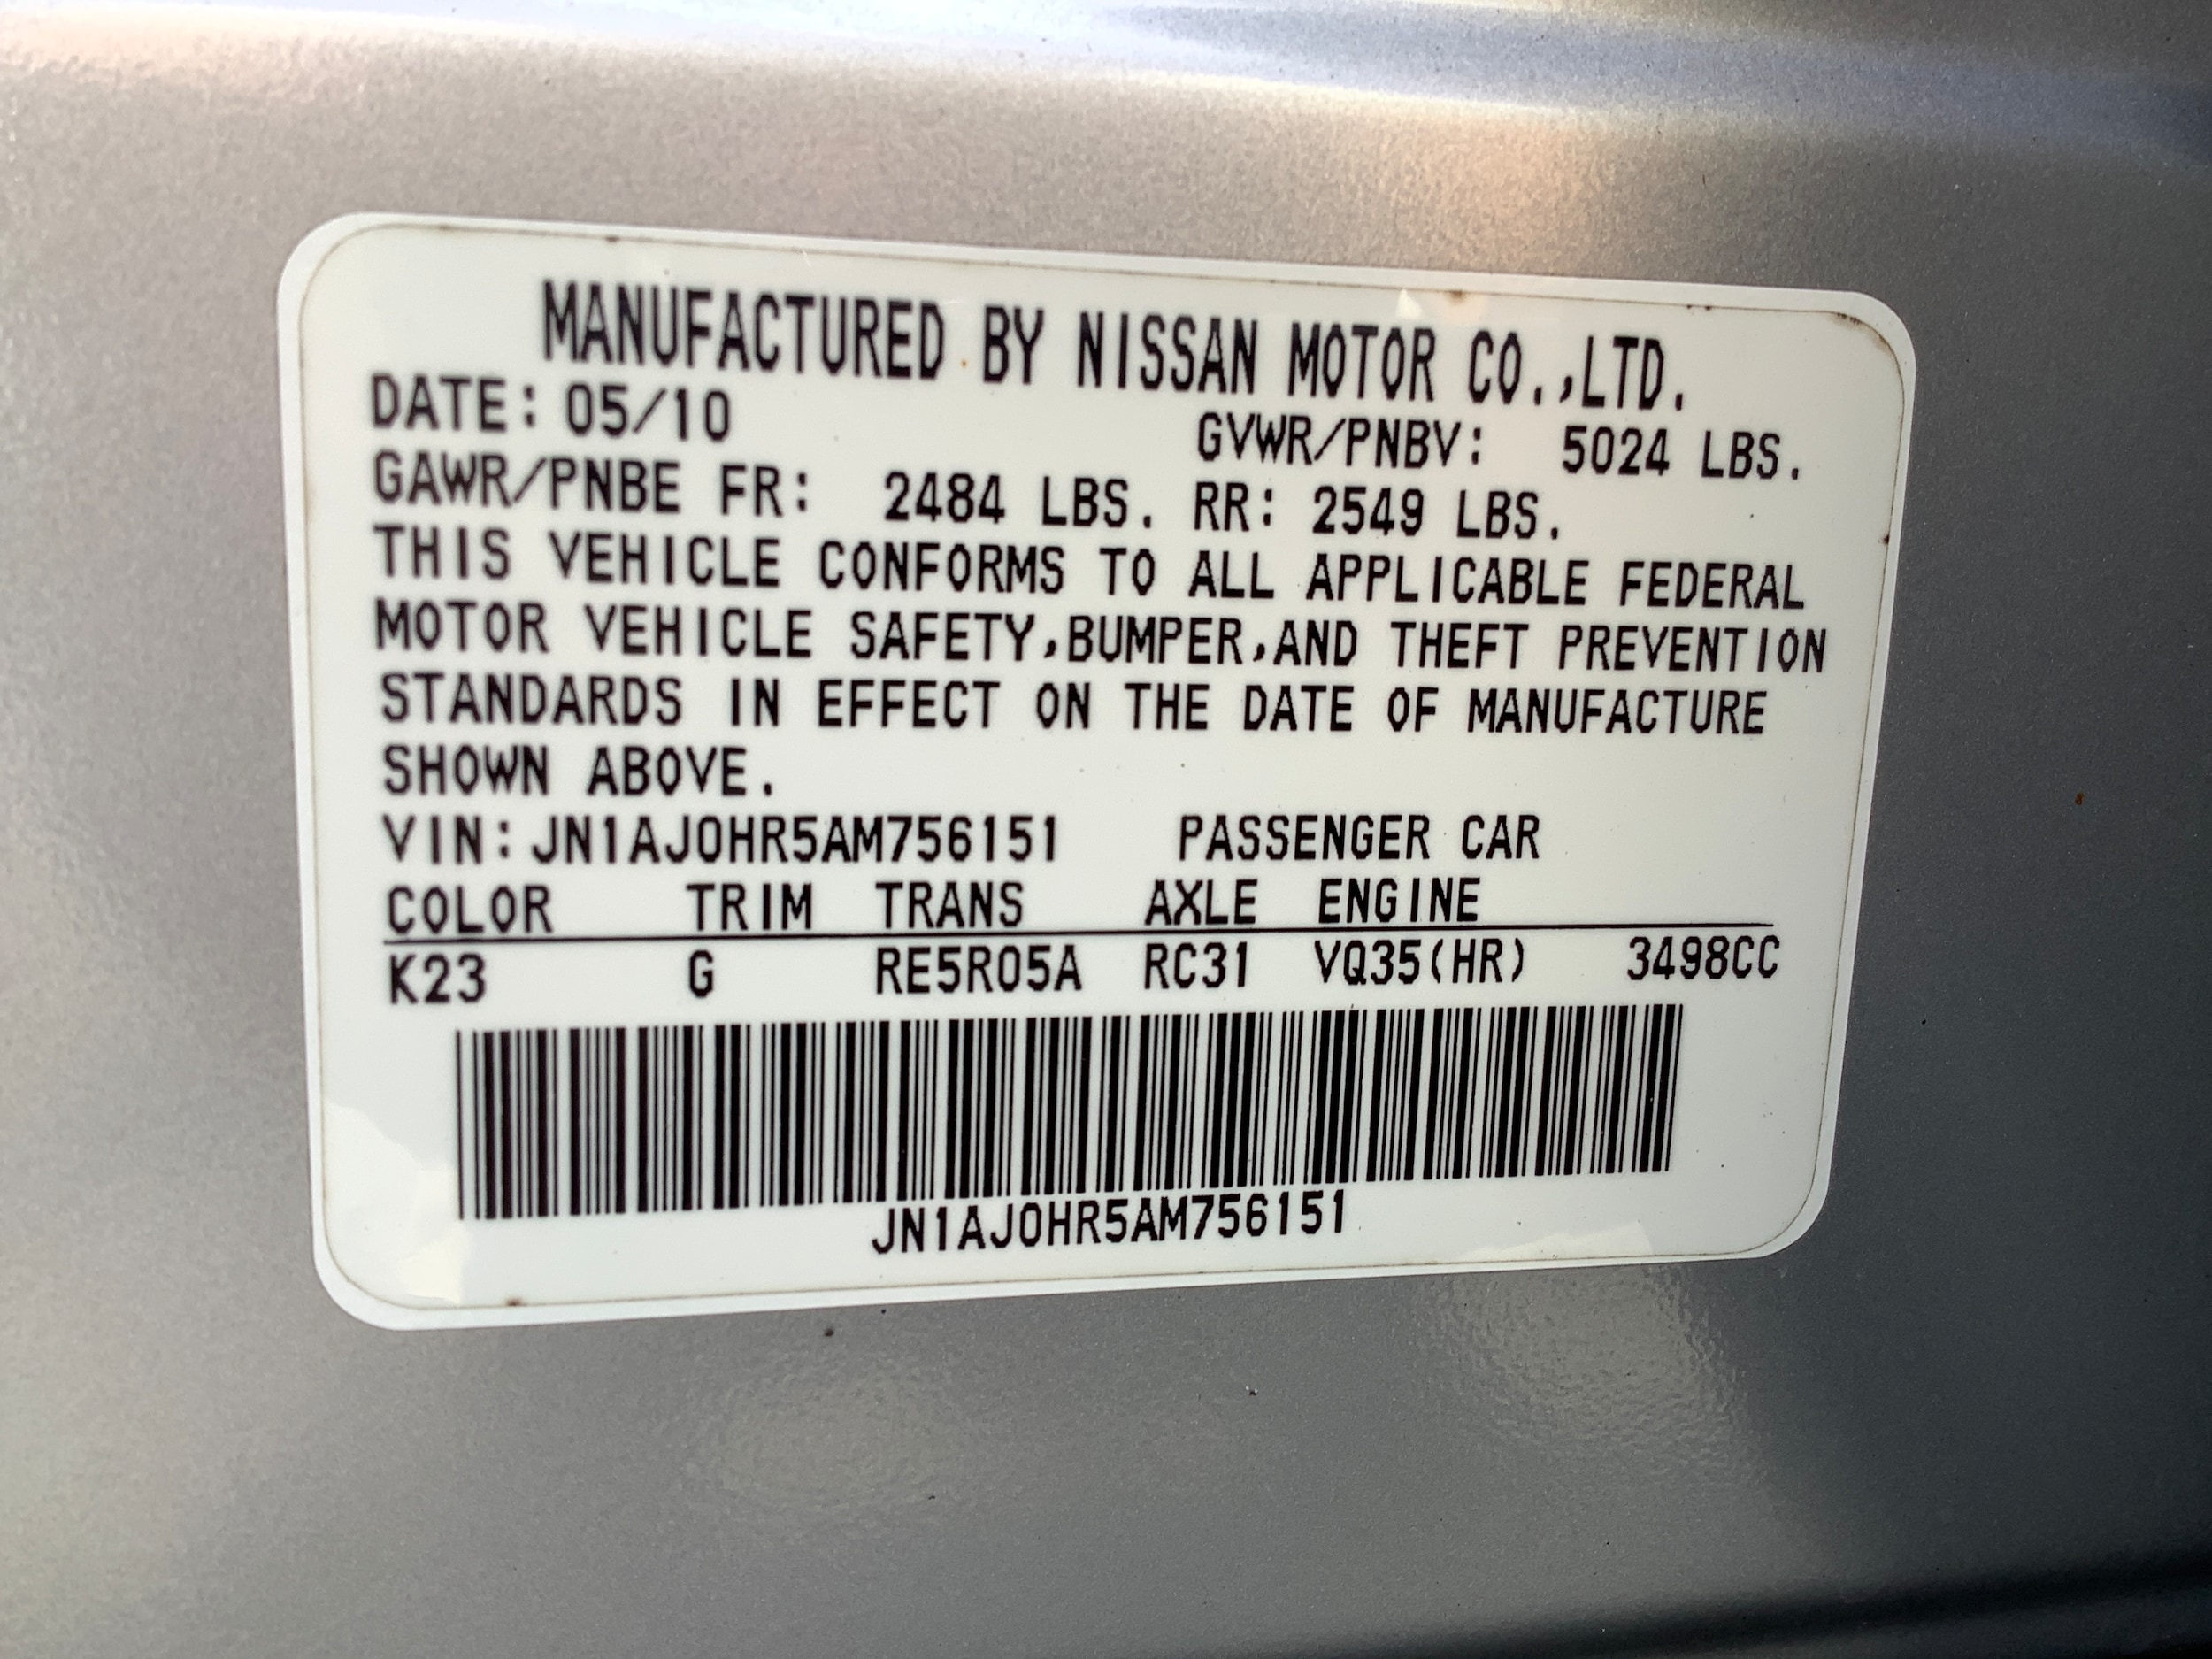 MANUFACTURED BY NISSAN MOTOR CO.,LTD.
DATE: 05/10 GVWR/PNBV: 5024 LBS.
GAWR/PNBE FR: 2484 LBS. RR: 2549 LBS.
THIS VEHICLE CONFORMS TO ALL APPLICABLE FEDERAL
MOTOR VEHICLE SAFETY,BUMPER,AND THEFT PREVENTION
STANDARDS IN EFFECT ON THE DATE OF MANUFACTURE
SHOWN ABOVE.
VIN:JN1AJ0HR5AM756151 PASSENGER CAR
COLOR TRIM TRANS AXLE ENGINE
K23 G RE5R05A RC31 VQ35(HR) 3498CC
JN1AJ0HR5AM756151